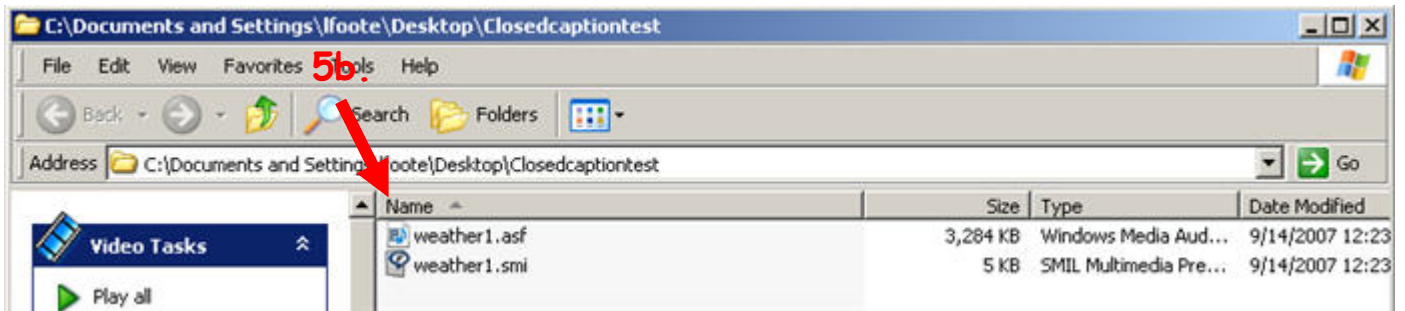 C:\Documents and Settings\lfoote\Desktop\Closedcaptiontest
File Edit View Favorites Tools Help
5b.
Back Search Folders
Address C:\Documents and Settings\lfoote\Desktop\Closedcaptiontest Go
Name Size Type Date Modified
Video Tasks
weather1.asf 3,284 KB Windows Media Aud... 9/14/2007 12:23
weather1.smi 5 KB SMIL Multimedia Pre... 9/14/2007 12:23
Play all